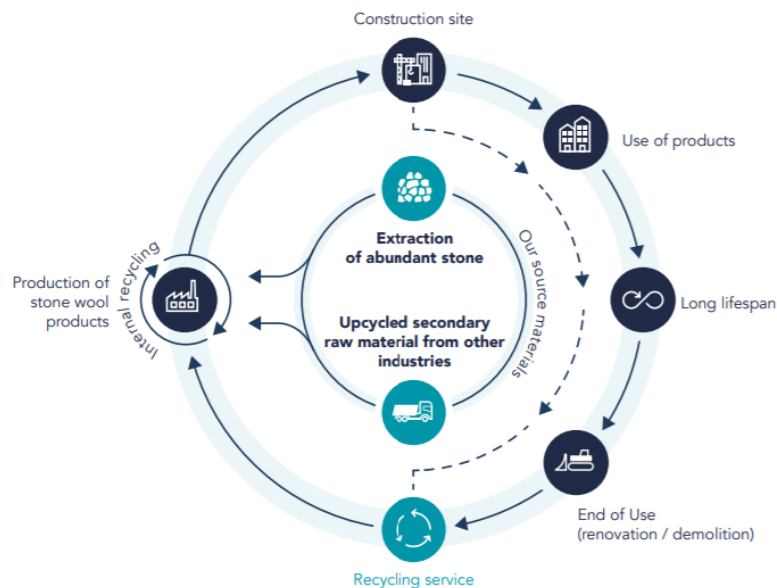 Construction site
Use of products
Extraction
of abundant stone
Our source materials
Internal recycling
Production of
stone wool
products
Long lifespan
Upcycled secondary
raw material from other
industries
End of Use
(renovation / demolition)
Recycling service